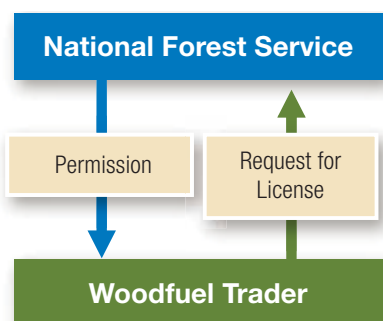 National Forest Service
Permission
Request for
License
Woodfuel Trader